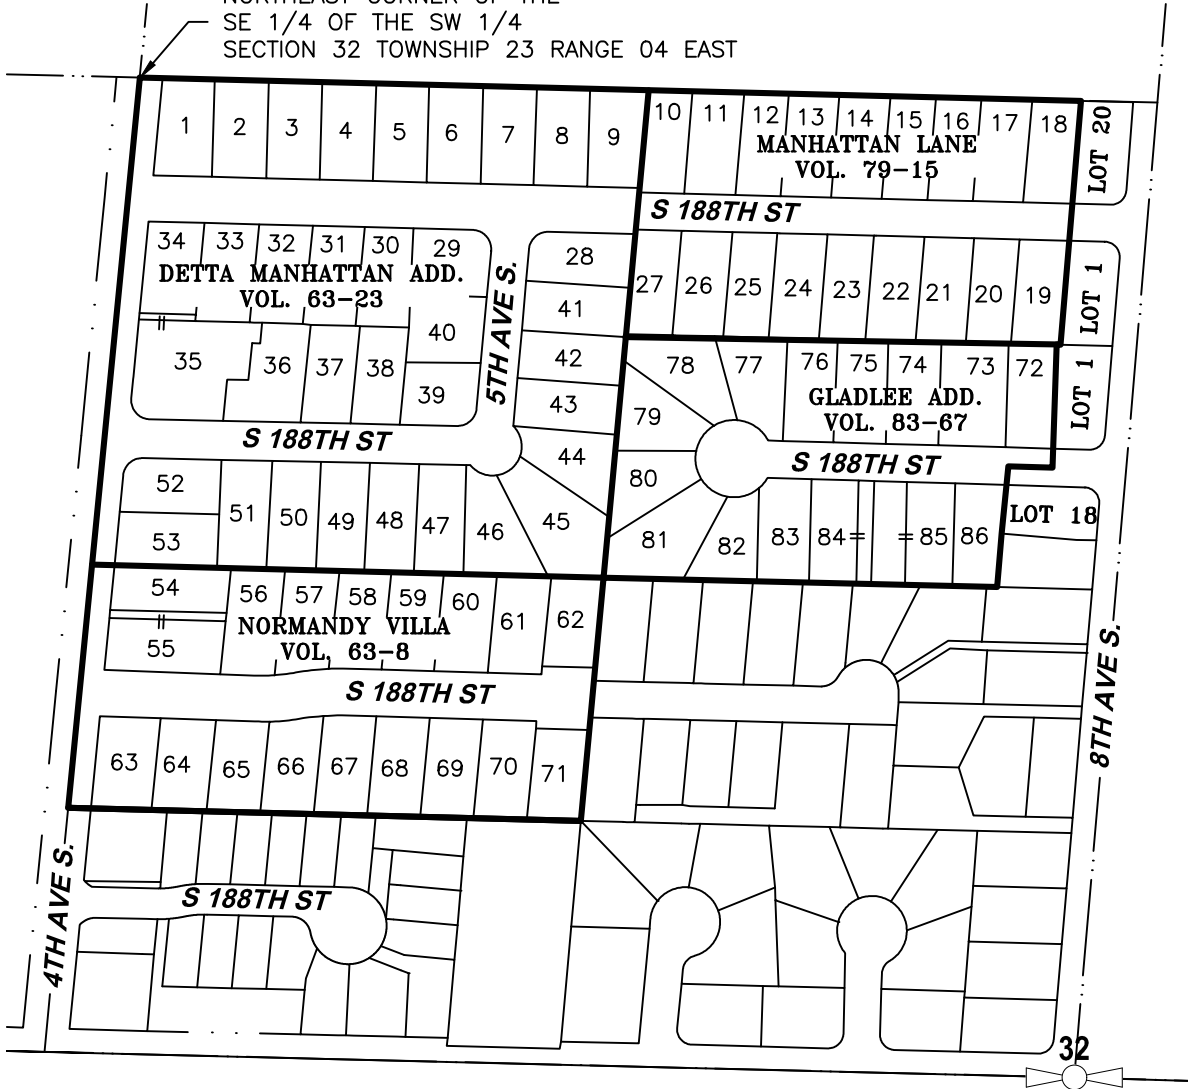 NORTHEAST CORNER OF THE
SE 1/4 OF THE SW 1/4
SECTION 32 TOWNSHIP 23 RANGE 04 EAST
1 2 3 4 5 6 7 8 9
10 11 12 13 14 15 16 17 18
LOT 20
MANHATTAN LANE
VOL. 79-15
S 188TH ST
34 33 32 31 30 29
28
DETTA MANHATTAN ADD.
VOL. 63-23
27 26 25 24 23 22 21 20 19
LOT 1
5TH AVE S.
41
40
42
35 36 37 38
39
43
78 77 76 75 74 73 72
LOT 1
GLADLEE ADD.
VOL. 83-67
79
S 188TH ST
44
S 188TH ST
80
52
51 50 49 48 47 46 45
53
81 82 83 84 85 86
LOT 18
54
56 57 58 59 60 61 62
NORMANDY VILLA
VOL. 63-8
55
S 188TH ST
8TH AVE S.
63 64 65 66 67 68 69 70 71
4TH AVE S.
S 188TH ST
32